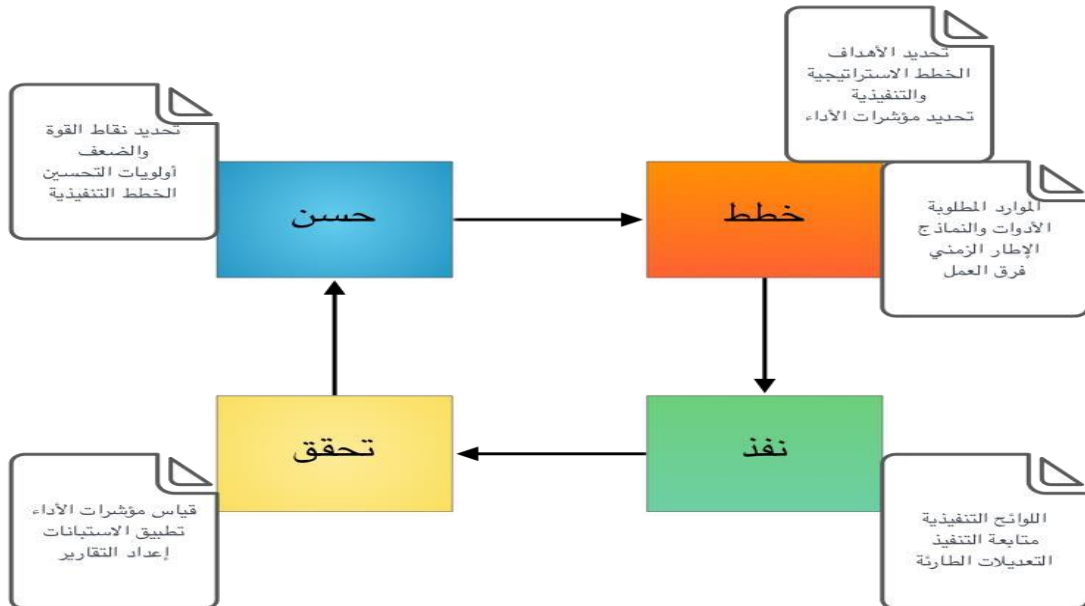 تحديد الأهداف
الخطط الاستراتيجية
والتنفيذية
تحديد مؤشرات الأداء
خطط
الموارد المطلوبة
الأدوات والنماذج
الإطار الزمني
فرق العمل
نفذ
اللوائح التنفيذية
متابعة التنفيذ
التعديلات الطارئة
تحقق
قياس مؤشرات الأداء
تطبيق الاستبانات
إعداد التقارير
حسن
تحديد نقاط القوة
والضعف
أولويات التحسين
الخطط التنفيذية